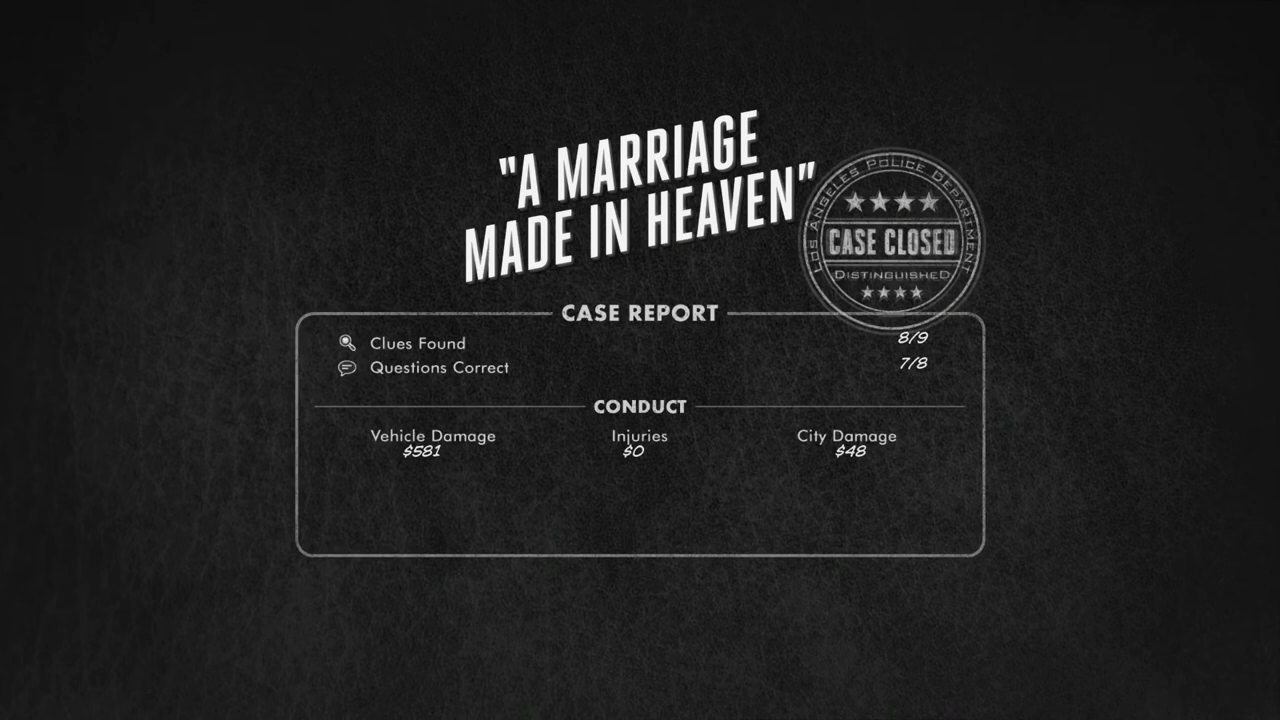 "A MARRIAGE
MADE IN HEAVEN"
LOS ANGELES POLICE DEPARTMENT
CASE CLOSED
DISTINGUISHED
CASE REPORT
Clues Found 8/9
Questions Correct 7/8
CONDUCT
Vehicle Damage Injuries City Damage
$581 $0 $48